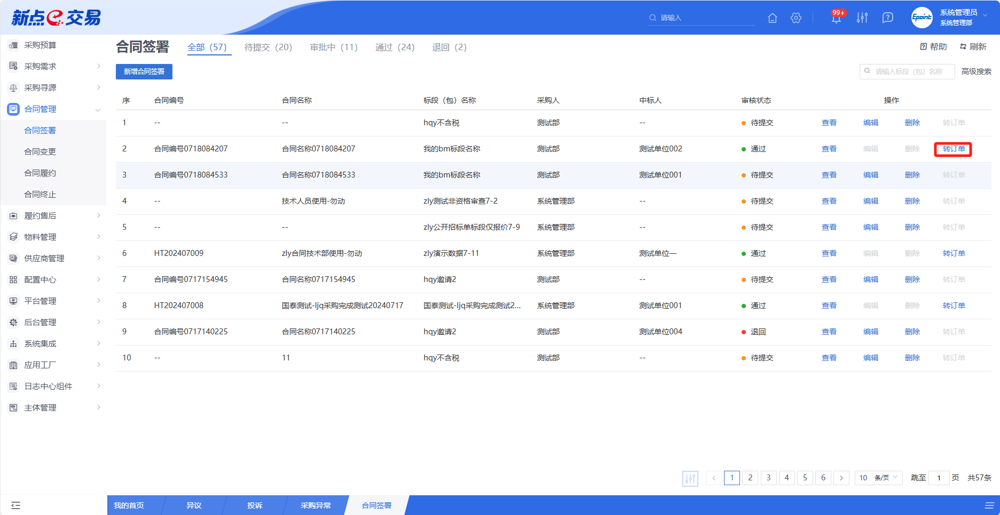 新点e交易
请输入
99+
Epoint
系统管理员
系统管理部
采购预算
采购需求
采购寻源
合同管理
合同签署
合同变更
合同履约
合同终止
履约售后
物料管理
供应商管理
配置中心
平台管理
后台管理
系统集成
应用工厂
日志中心组件
主体管理
合同签署 全部（57） 待提交（20） 审批中（11） 通过（24） 退回（2） 帮助 刷新
新增合同签署 请输入标段（包）名称 高级搜索
序 合同编号 合同名称 标段（包）名称 采购人 中标人 审核状态 操作
1 -- -- hqy不含税 测试部 -- 待提交 查看 编辑 删除 转订单
2 合同编号0718084207 合同名称0718084207 我的bm标段名称 测试部 测试单位002 通过 查看 编辑 删除 转订单
3 合同编号0718084533 合同名称0718084533 我的bm标段名称 测试部 测试单位001 待提交 查看 编辑 删除 转订单
4 -- 技术人员使用-勿动 zly测试非资格审查7-2 系统管理部 -- 待提交 查看 编辑 删除 转订单
5 -- -- zly公开招标单标段仅报价7-9 系统管理部 -- 待提交 查看 编辑 删除 转订单
6 HT202407009 zly合同技术部使用-勿动 zly演示数据7-11 系统管理部 测试单位一 通过 查看 编辑 删除 转订单
7 合同编号0717154945 合同名称0717154945 hqy邀请2 测试部 -- 待提交 查看 编辑 删除 转订单
8 HT202407008 国泰测试-ljq采购完成测试20240717 国泰测试-ljq采购完成测试2... 系统管理部 测试单位001 通过 查看 编辑 删除 转订单
9 合同编号0717140225 合同名称0717140225 hqy邀请2 测试部 测试单位004 退回 查看 编辑 删除 转订单
10 -- 11 hqy不含税 测试部 -- 待提交 查看 编辑 删除 转订单
1 2 3 4 5 6 10 条/页 跳至 1 页 共57条
我的首页 异议 投诉 采购异常 合同签署